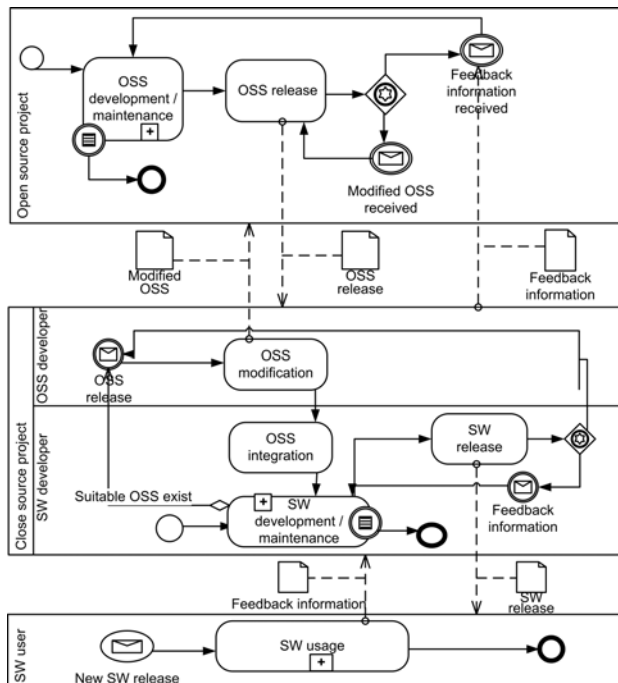 Open source project
OSS
development /
maintenance
OSS release
Feedback
information
received
Modified OSS
received
Modified
OSS
OSS
release
Feedback
information
Close source project
OSS developer
OSS
release
OSS
modification
SW developer
OSS
integration
SW
release
Suitable OSS exist
SW
development /
maintenance
Feedback
information
Feedback information
SW
release
SW user
New SW release
SW usage